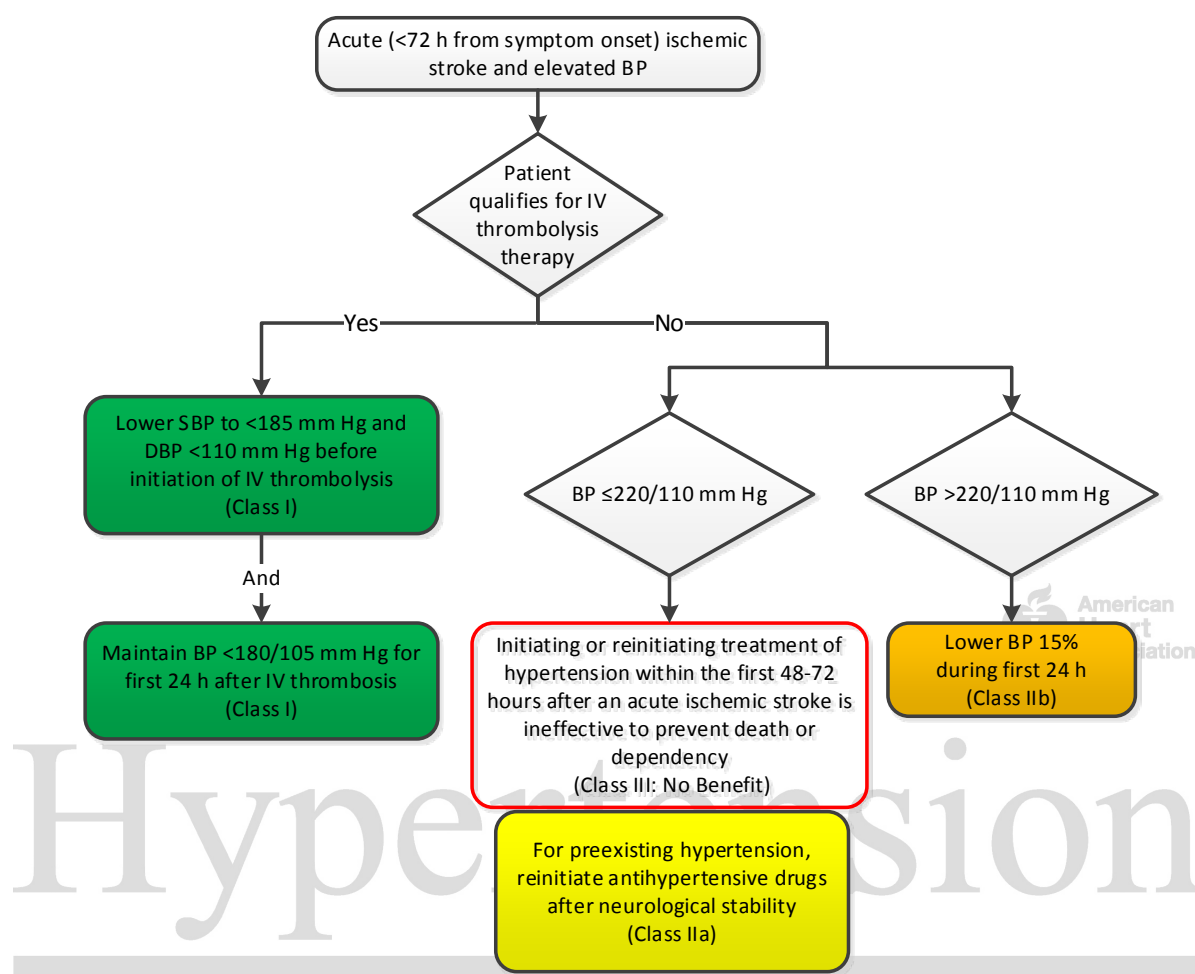 Acute (<72 h from symptom onset) ischemic
stroke and elevated BP
Patient
qualifies for IV
thrombolysis
therapy
Yes
No
Lower SBP to <185 mm Hg and
DBP <110 mm Hg before
initiation of IV thrombolysis
(Class I)
And
Maintain BP <180/105 mm Hg for
first 24 h after IV thrombosis
(Class I)
BP ≤220/110 mm Hg
BP >220/110 mm Hg
Initiating or reinitiating treatment of
hypertension within the first 48-72
hours after an acute ischemic stroke is
ineffective to prevent death or
dependency
(Class III: No Benefit)
Lower BP 15%
during first 24 h
(Class IIb)
For preexisting hypertension,
reinitiate antihypertensive drugs
after neurological stability
(Class IIa)
American
Hypertension